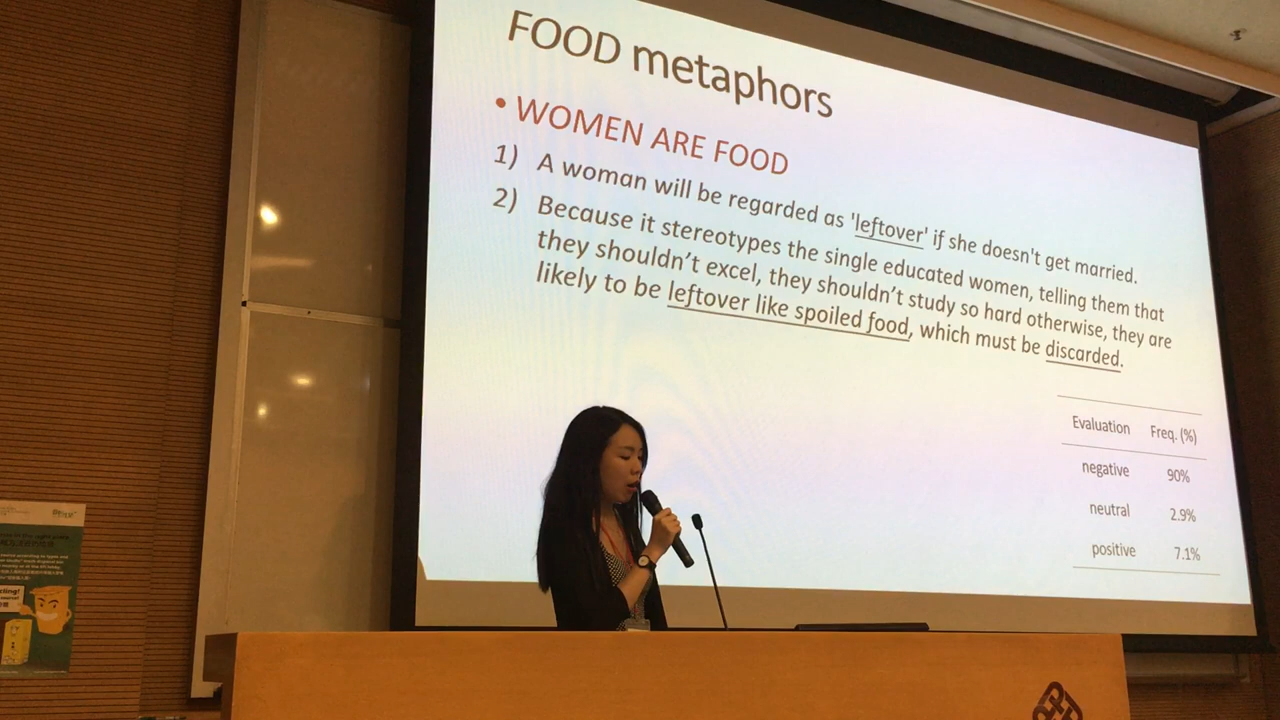 FOOD metaphors
• WOMEN ARE FOOD
1) A woman will be regarded as 'leftover' if she doesn't get married.
2) Because it stereotypes the single educated women, telling them that
they shouldn't excel, they shouldn't study so hard otherwise, they are
likely to be leftover like spoiled food, which must be discarded.
Evaluation Freq. (%)
negative 90%
neutral 2.9%
positive 7.1%